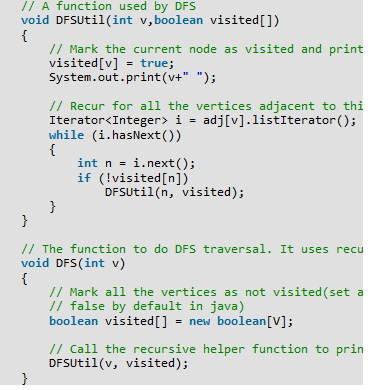 // A function used by DFS
void DFSUtil(int v,boolean visited[])
{
// Mark the current node as visited and print
visited[v] = true;
System.out.print(v+" ");
// Recur for all the vertices adjacent to thi
Iterator<Integer> i = adj[v].listIterator();
while (i.hasNext())
{
int n = i.next();
if (!visited[n])
DFSUtil(n, visited);
}
}
// The function to do DFS traversal. It uses recu
void DFS(int v)
{
// Mark all the vertices as not visited(set a
// false by default in java)
boolean visited[] = new boolean[V];
// Call the recursive helper function to prin
DFSUtil(v, visited);
}